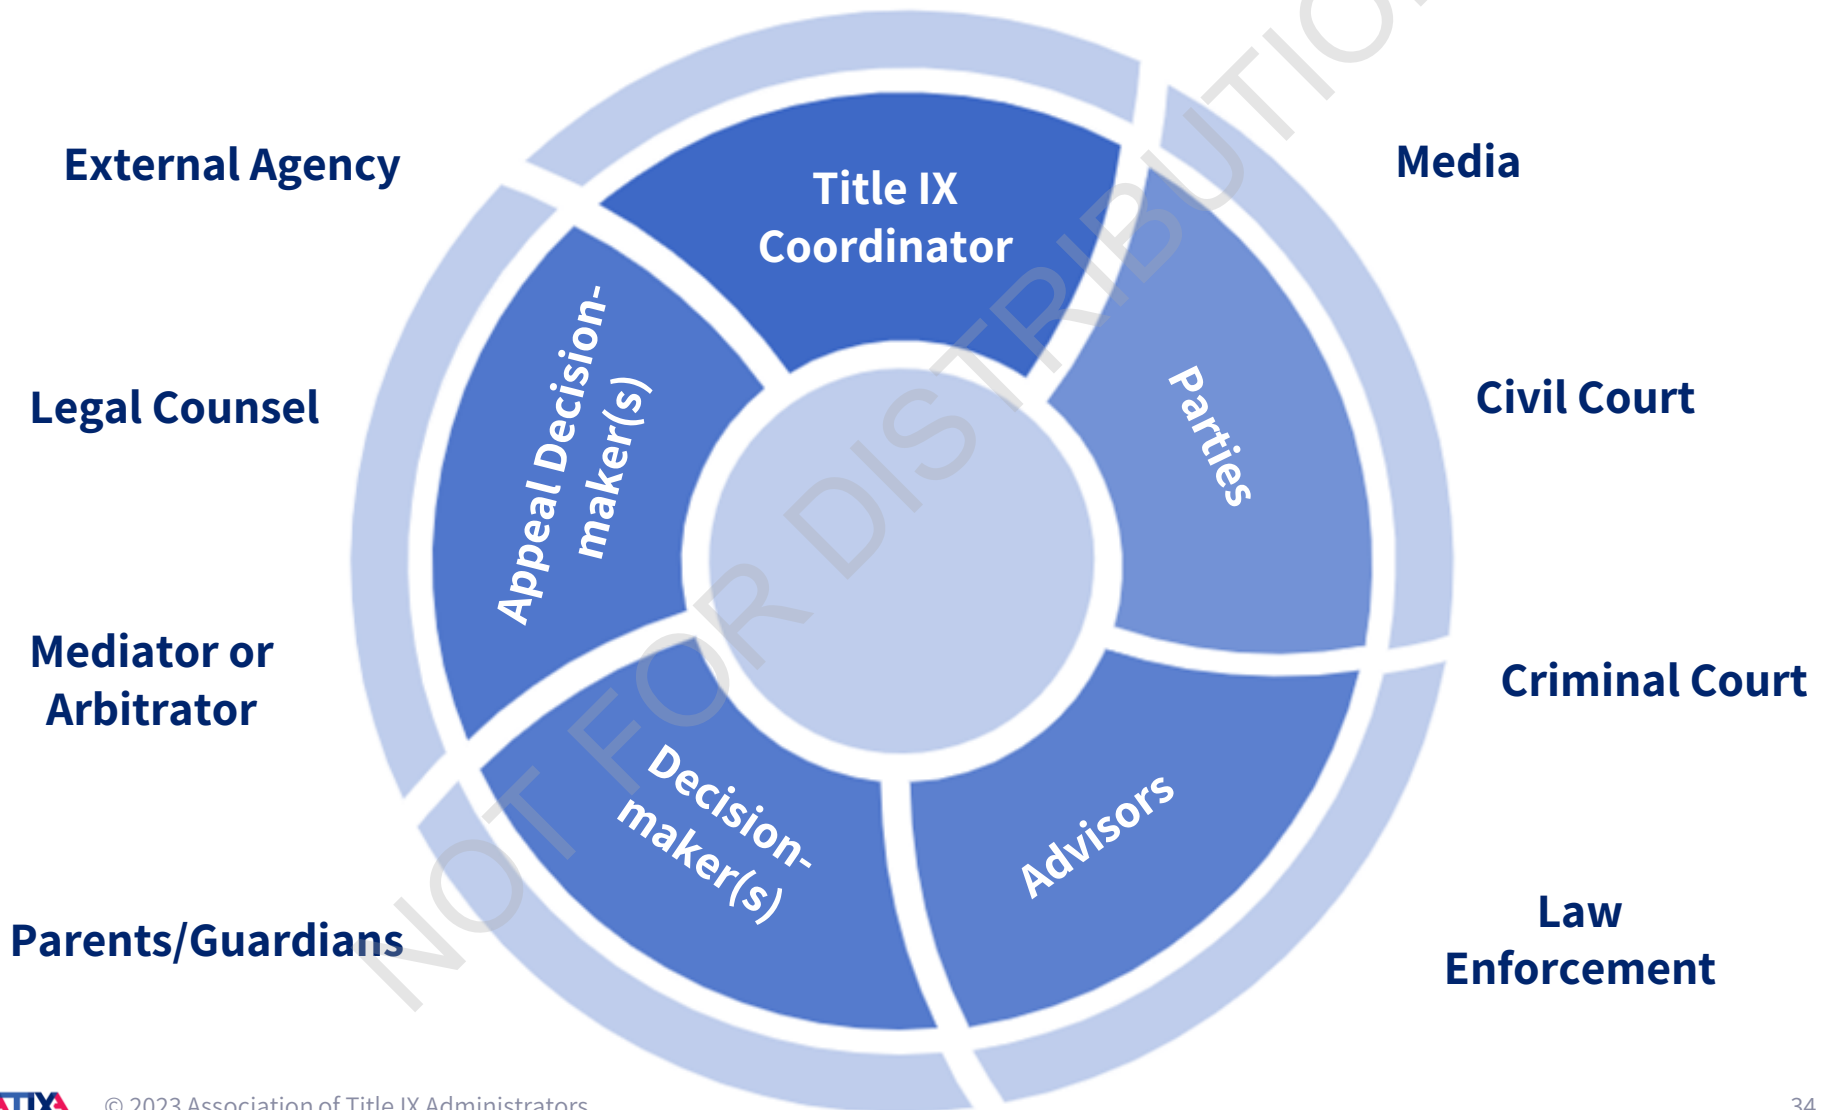 External Agency
Legal Counsel
Mediator or
Arbitrator
Parents/Guardians
Title IX
Coordinator
Parties
Advisors
Decision-
maker(s)
Appeal Decision-
maker(s)
Media
Civil Court
Criminal Court
Law
Enforcement
NOT FOR DISTRIBUTIO
© 2023 Association of Title IX Administrators
34